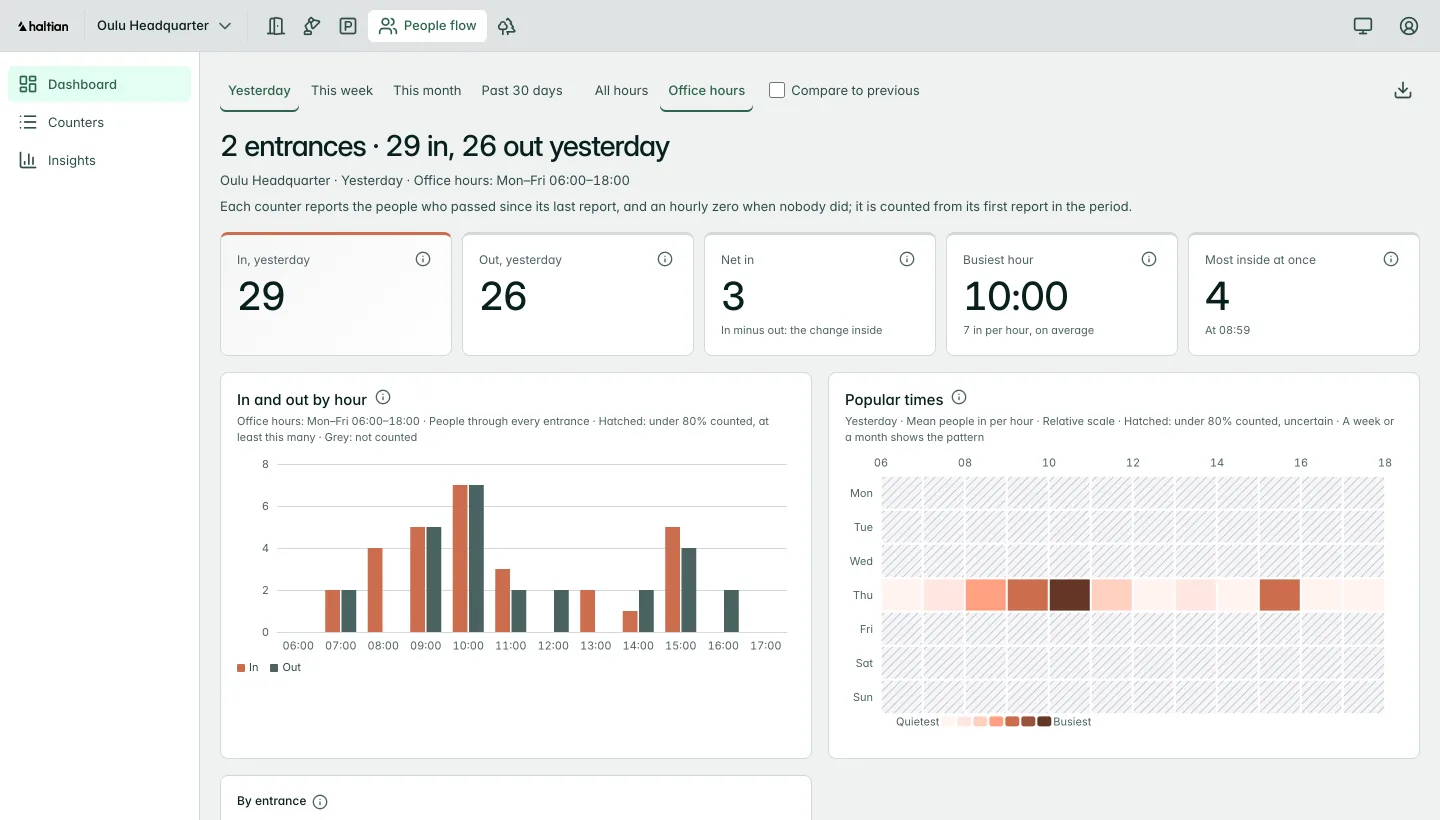 haltian
Oulu Headquarter
People flow
Dashboard
Counters
Insights
Yesterday This week This month Past 30 days All hours Office hours Compare to previous
2 entrances · 29 in, 26 out yesterday
Oulu Headquarter · Yesterday · Office hours: Mon–Fri 06:00–18:00
Each counter reports the people who passed since its last report, and an hourly zero when nobody did; it is counted from its first report in the period.
In, yesterday
29
Out, yesterday
26
Net in
3
In minus out: the change inside
Busiest hour
10:00
7 in per hour, on average
Most inside at once
4
At 08:59
In and out by hour
Office hours: Mon–Fri 06:00–18:00 · People through every entrance · Hatched: under 80% counted, at
least this many · Grey: not counted
8
6
4
2
0
06:00 07:00 08:00 09:00 10:00 11:00 12:00 13:00 14:00 15:00 16:00 17:00
In Out
Popular times
Yesterday · Mean people in per hour · Relative scale · Hatched: under 80% counted, uncertain · A week or
a month shows the pattern
06 08 10 12 14 16 18
Mon
Tue
Wed
Thu
Fri
Sat
Sun
Quietest Busiest
By entrance